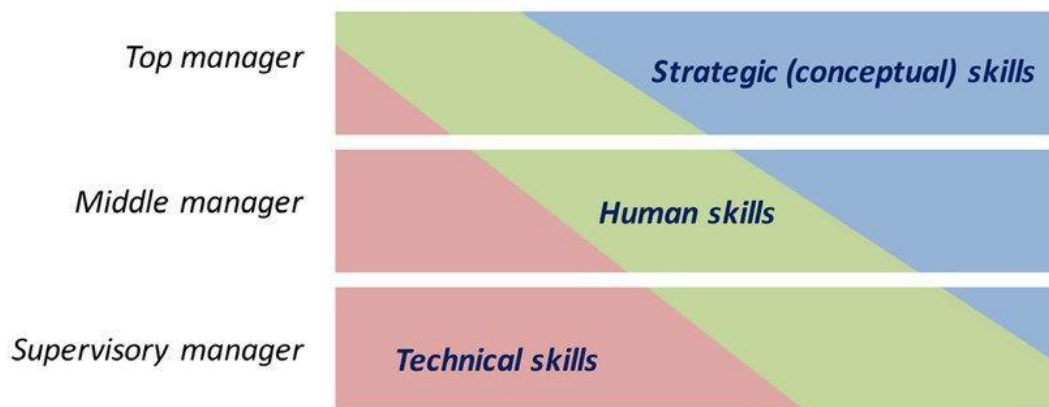 Top manager
Strategic (conceptual) skills
Middle manager
Human skills
Supervisory manager
Technical skills